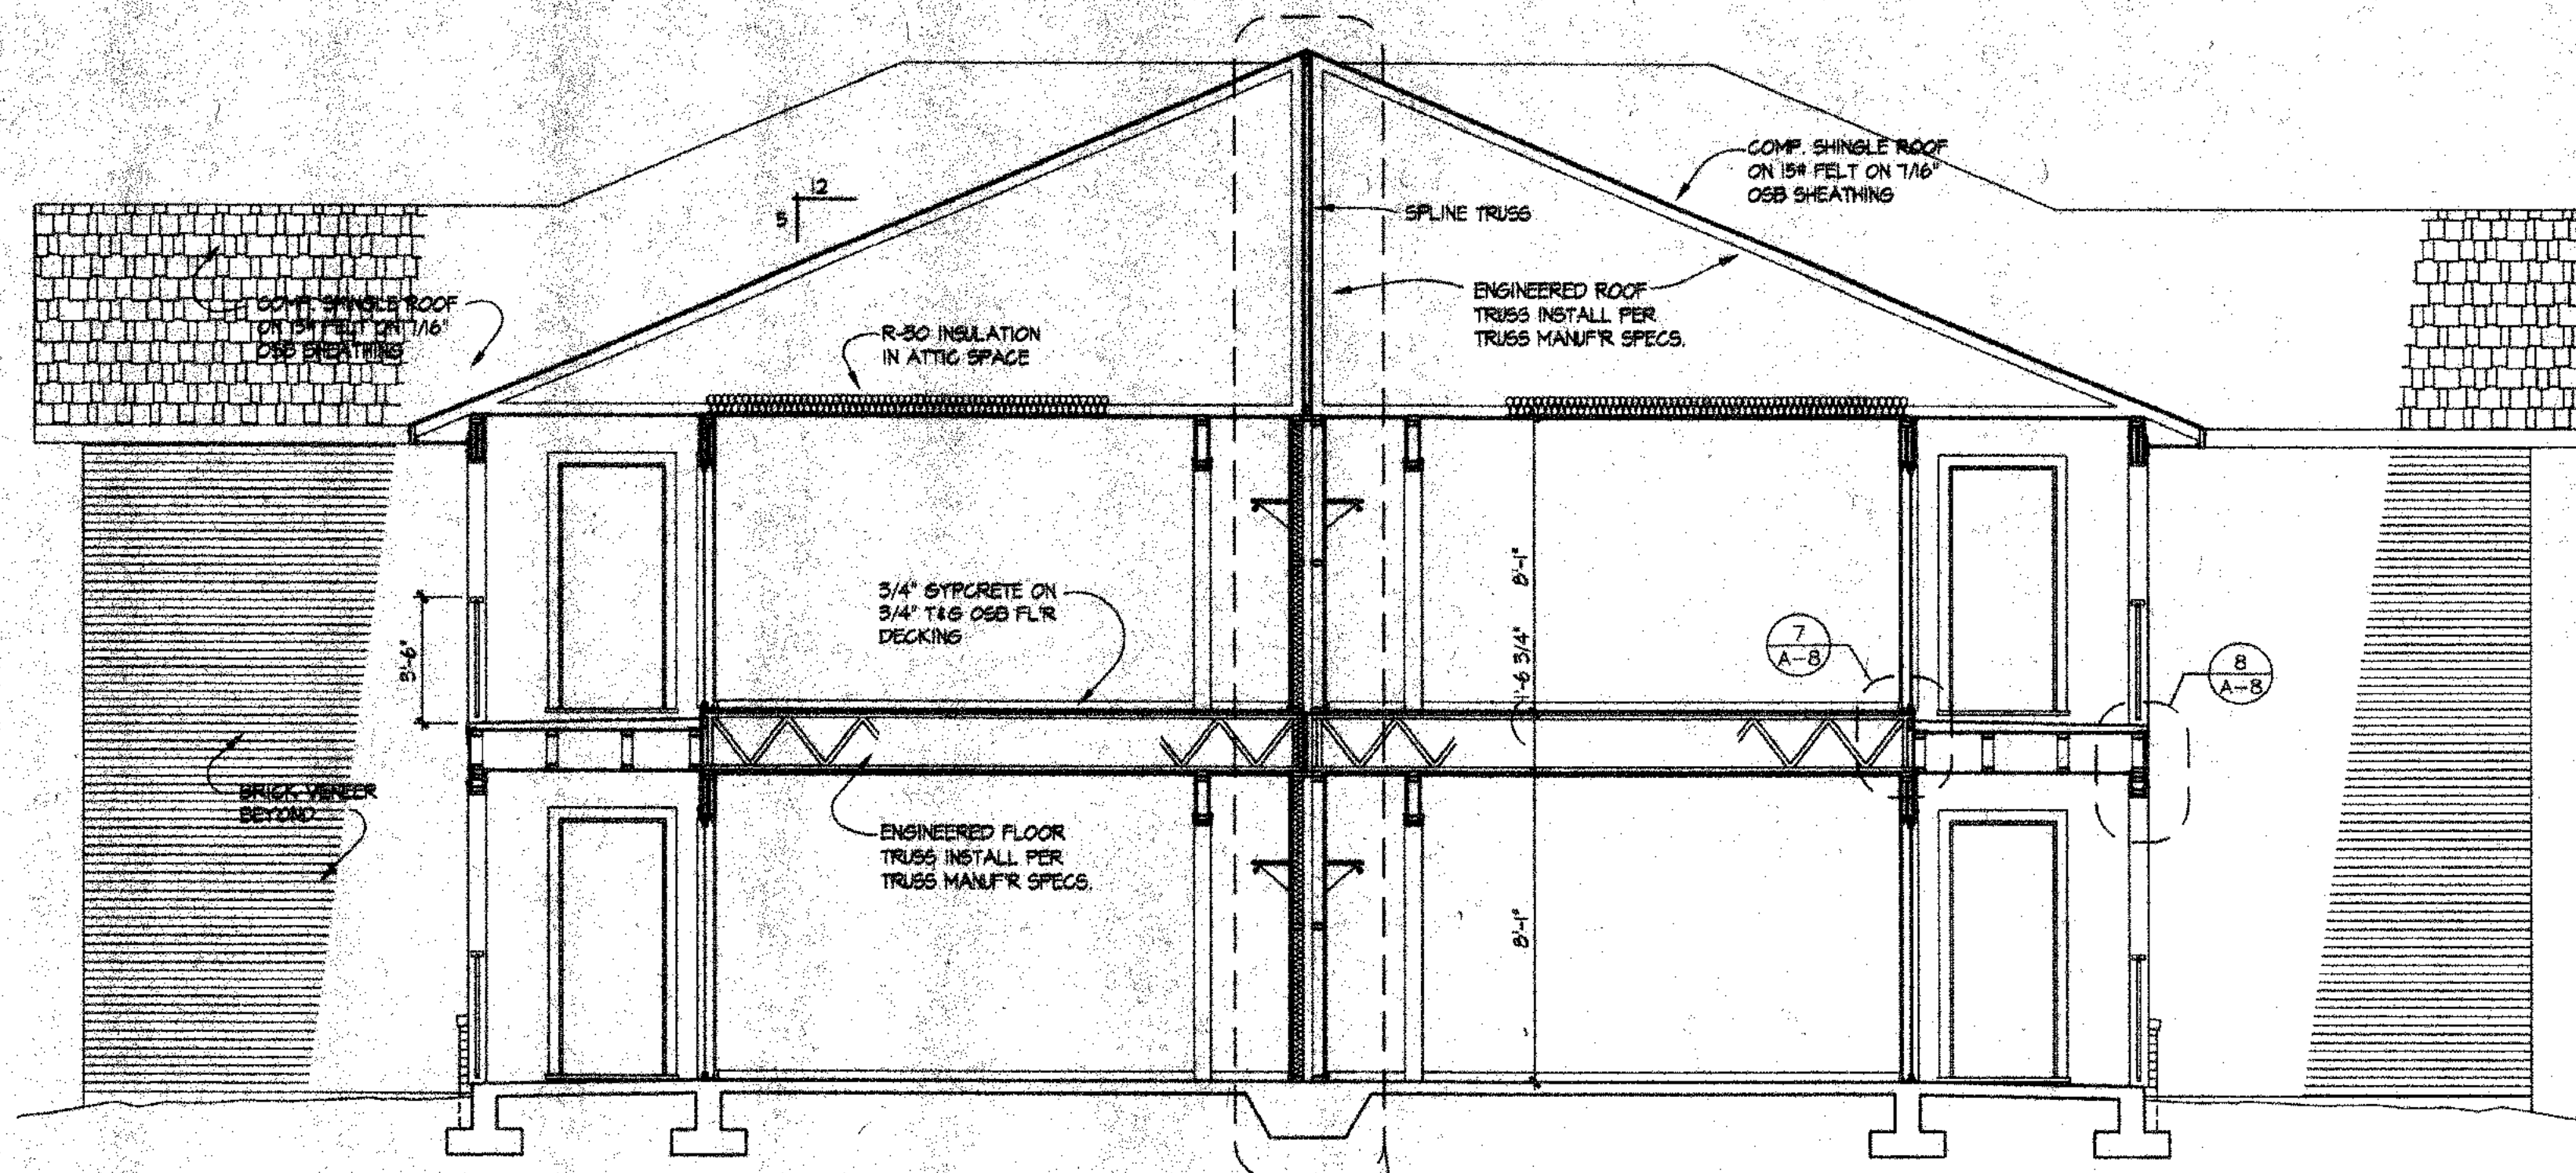 12
5
COMP. SHINGLE ROOF
ON 15# FELT ON 7/16"
OSB SHEATHING
SPLINE TRUSS
ENGINEERED ROOF
TRUSS INSTALL PER
TRUSS MANUF'R SPECS.
COMP. SHINGLE ROOF
ON 15# FELT ON 7/16"
OSB SHEATHING
R-30 INSULATION
IN ATTIC SPACE
3/4" GYPCRETE ON
3/4" T&G OSB FL'R
DECKING
3'-6"
8'-1"
1'-6 3/4"
7
A-8
8
A-8
BRICK VENEER
BEYOND
ENGINEERED FLOOR
TRUSS INSTALL PER
TRUSS MANUF'R SPECS.
8'-1"